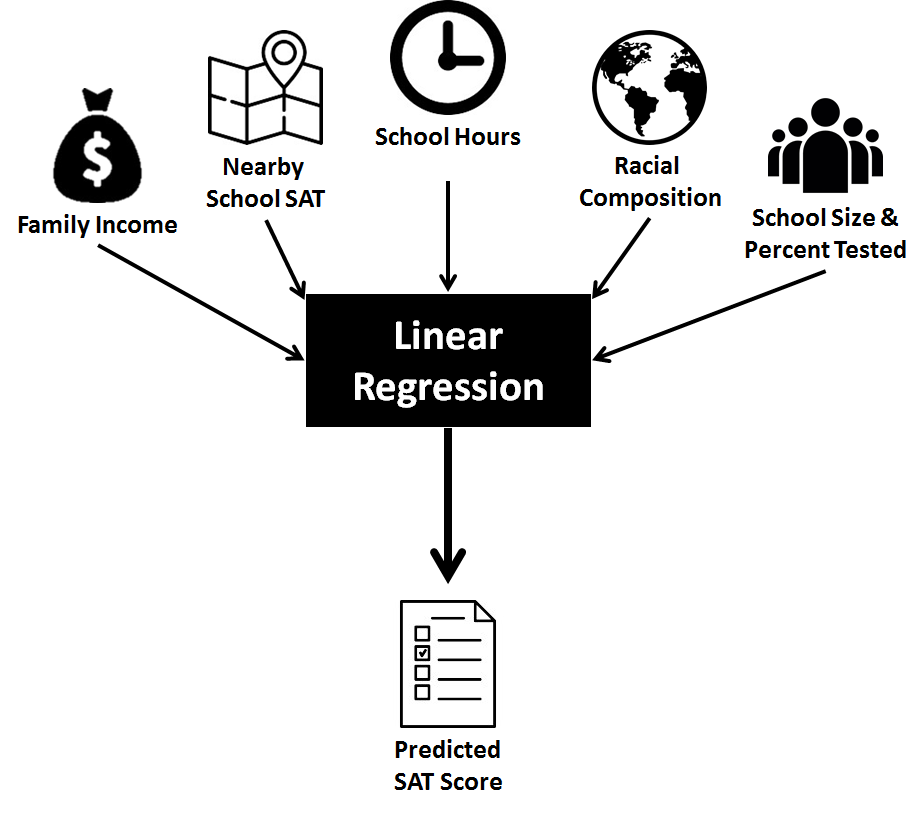 $
Family Income
Nearby
School SAT
School Hours
Racial
Composition
School Size &
Percent Tested
Linear
Regression
Predicted
SAT Score